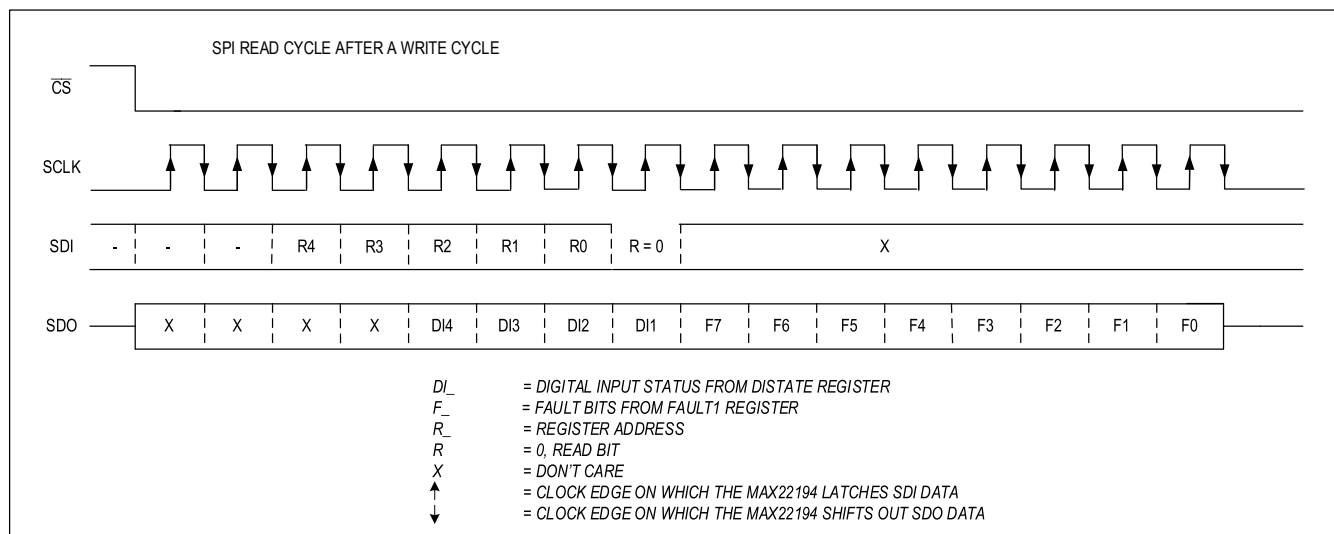 SPI READ CYCLE AFTER A WRITE CYCLE
CS
SCLK
SDI - - - R4 R3 R2 R1 R0 R = 0 X
SDO X X X X DI4 DI3 DI2 DI1 F7 F6 F5 F4 F3 F2 F1 F0
DI_ = DIGITAL INPUT STATUS FROM DISTATE REGISTER
F_ = FAULT BITS FROM FAULT1 REGISTER
R_ = REGISTER ADDRESS
R = 0, READ BIT
X = DON'T CARE
↑ = CLOCK EDGE ON WHICH THE MAX22194 LATCHES SDI DATA
↓ = CLOCK EDGE ON WHICH THE MAX22194 SHIFTS OUT SDO DATA